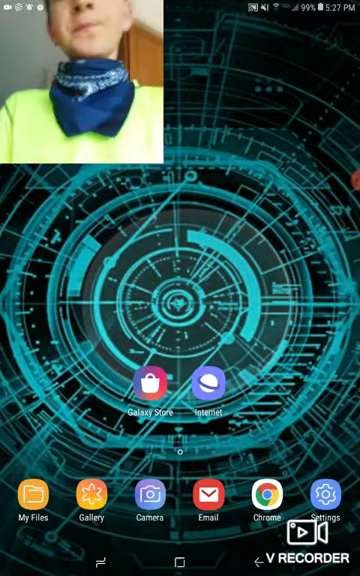 99% 5:27 PM
Galaxy Store
Internet
My Files
Gallery
Camera
Email
Chrome
Settings
V RECORDER